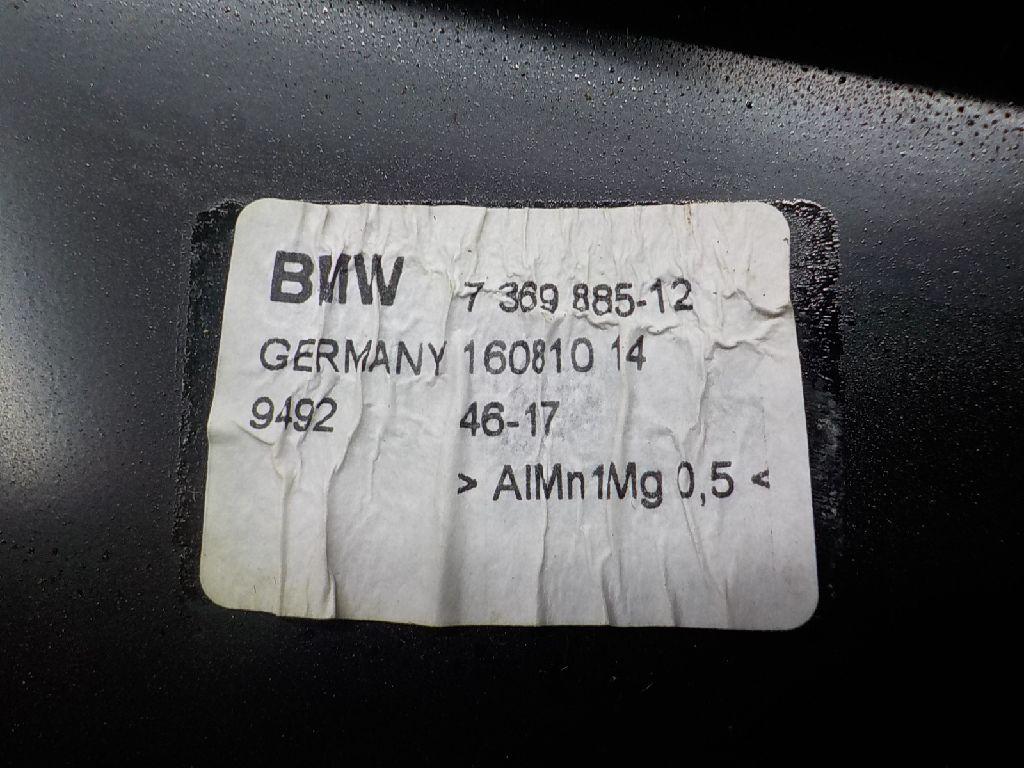 BMW 7 369 885-12
GERMANY 160810 14
9492 46-17
> AlMn1Mg 0,5 <